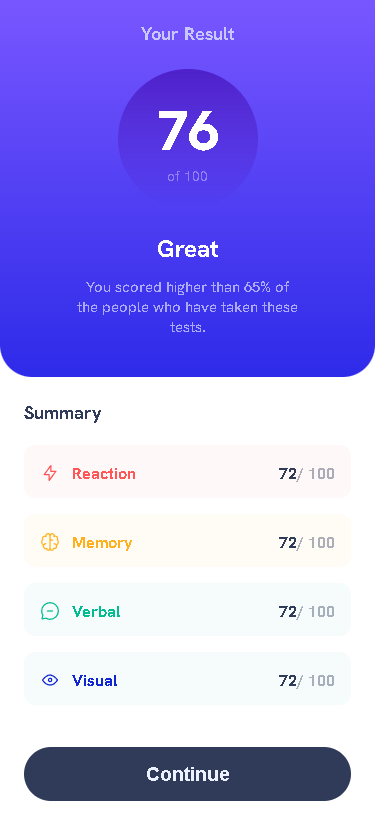 Your Result
76
of 100
Great
You scored higher than 65% of
the people who have taken these
tests.
Summary
Reaction 72/ 100
Memory 72/ 100
Verbal 72/ 100
Visual 72/ 100
Continue